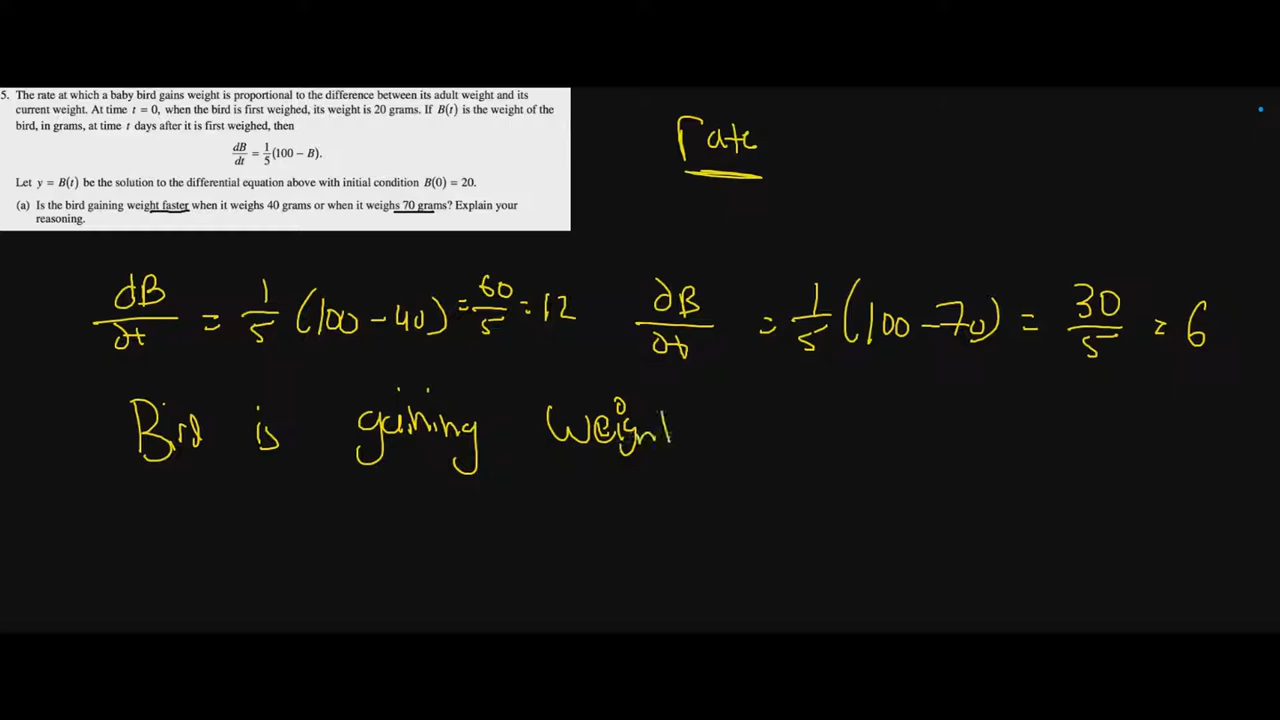 5. The rate at which a baby bird gains weight is proportional to the difference between its adult weight and its
current weight. At time t = 0, when the bird is first weighed, its weight is 20 grams. If B(t) is the weight of the
bird, in grams, at time t days after it is first weighed, then
dB/dt = 1/5(100 − B).
Let y = B(t) be the solution to the differential equation above with initial condition B(0) = 20.
(a) Is the bird gaining weight faster when it weighs 40 grams or when it weighs 70 grams? Explain your
reasoning.
rate
dB/dt = 1/5 (100 − 40) = 60/5 = 12
dB/dt = 1/5 (100 − 70) = 30/5 = 6
Bird is gaining weigh